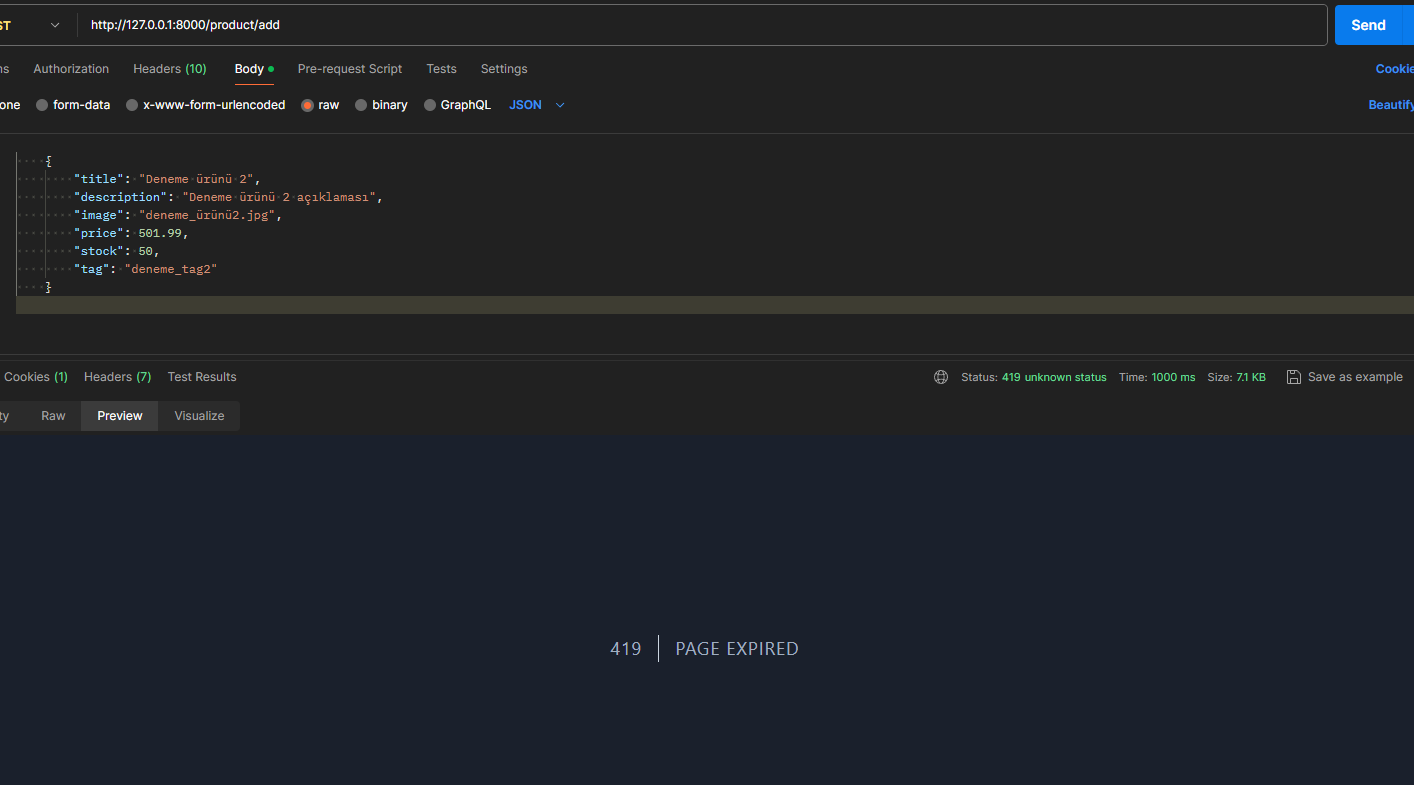 ST http://127.0.0.1:8000/product/add Send
ns Authorization Headers (10) Body Pre-request Script Tests Settings Cookie
one form-data x-www-form-urlencoded raw binary GraphQL JSON Beautify
{
"title": "Deneme ürünü 2",
"description": "Deneme ürünü 2 açıklaması",
"image": "deneme_ürünü2.jpg",
"price": 501.99,
"stock": 50,
"tag": "deneme_tag2"
}
Cookies (1) Headers (7) Test Results Status: 419 unknown status Time: 1000 ms Size: 7.1 KB Save as example
ty Raw Preview Visualize
419 PAGE EXPIRED